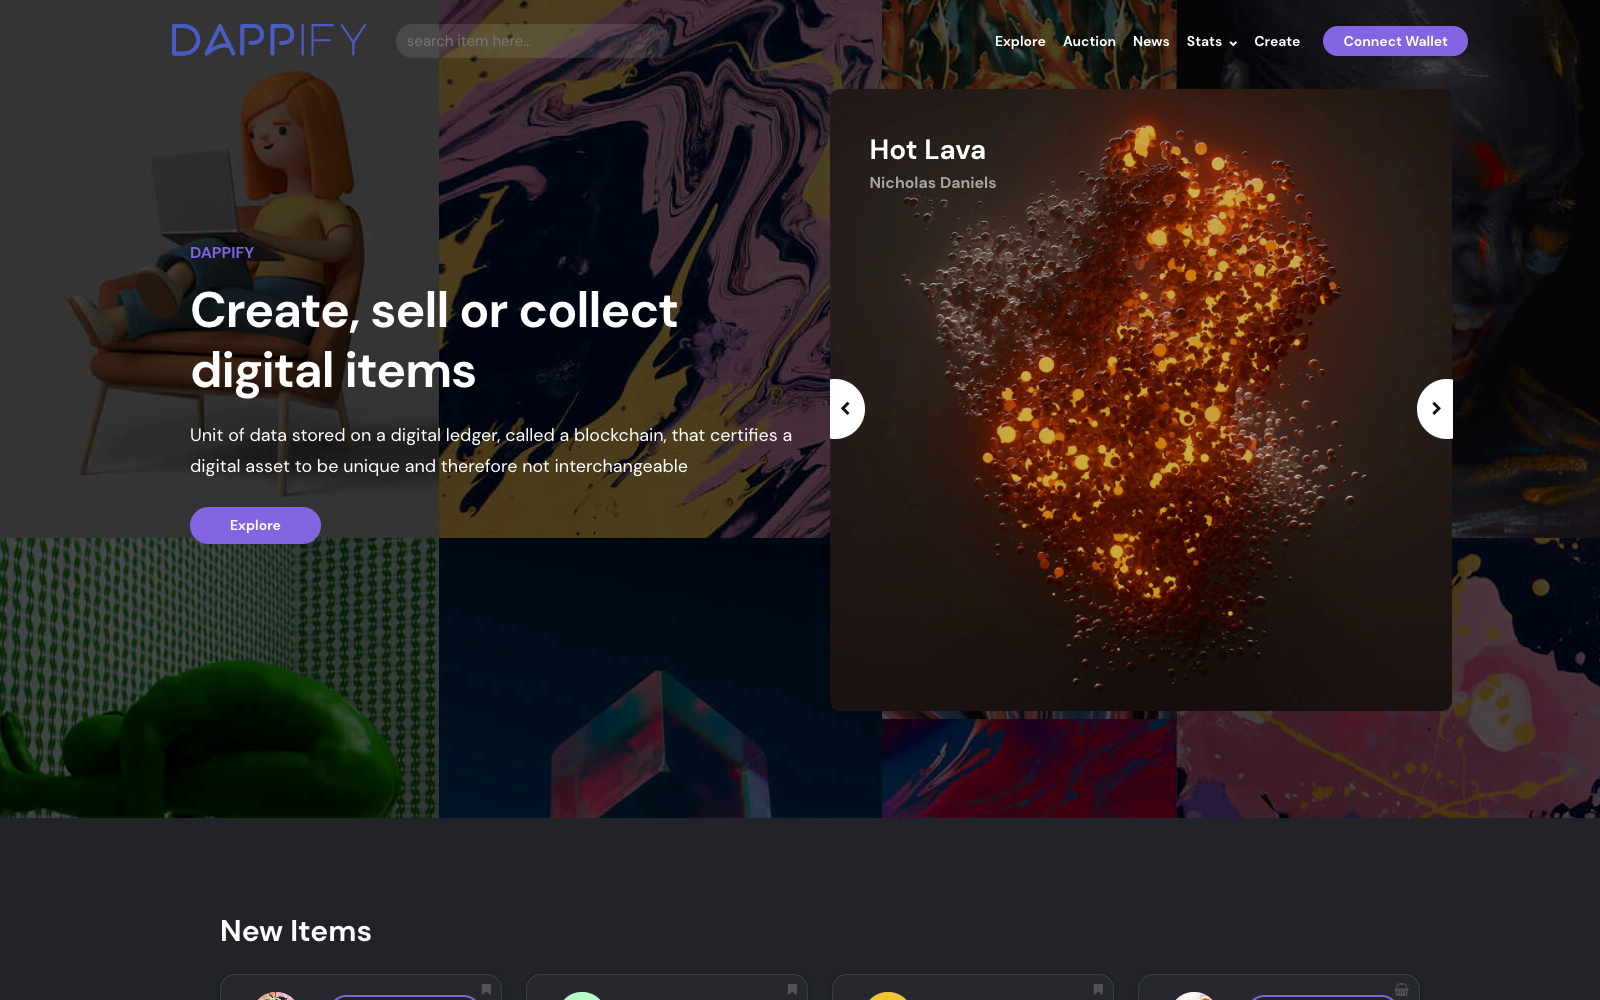 DAPPIFY
search item here...
Explore
Auction
News
Stats
Create
Connect Wallet
Hot Lava
Nicholas Daniels
DAPPIFY
Create, sell or collect
digital items
Unit of data stored on a digital ledger, called a blockchain, that certifies a
digital asset to be unique and therefore not interchangeable
Explore
New Items